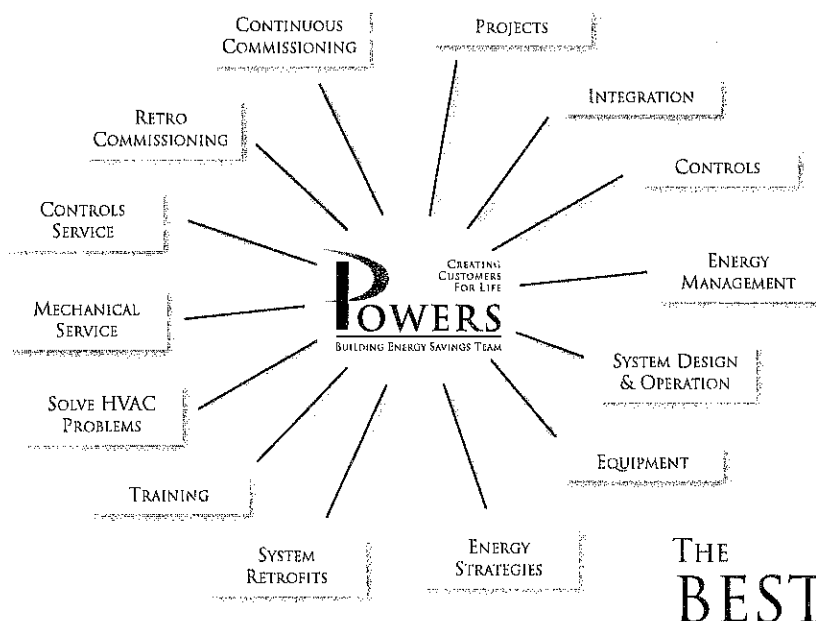 CONTINUOUS
COMMISSIONING
PROJECTS
INTEGRATION
CONTROLS
ENERGY
MANAGEMENT
SYSTEM DESIGN
& OPERATION
EQUIPMENT
ENERGY
STRATEGIES
SYSTEM
RETROFITS
TRAINING
SOLVE HVAC
PROBLEMS
MECHANICAL
SERVICE
CONTROLS
SERVICE
RETRO
COMMISSIONING
CREATING
CUSTOMERS
FOR LIFE
POWERS
BUILDING ENERGY SAVINGS TEAM
THE
BEST